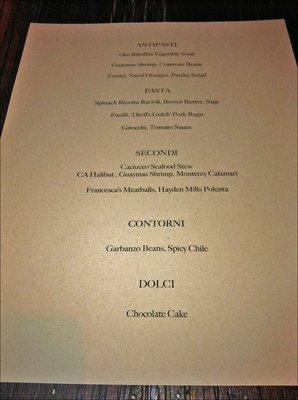 ANTIPASTI
Our Ribollita Vegetable Soup
Guaymas Shrimp, Corona Beans
Fennel, Navel Oranges, Parsley Salad
PASTA
Spinach Ricotta Ravioli, Brown Butter, Sage
Fusilli, 'Devil's Gulch' Pork Ragu
Gnocchi, Tomato Sauce
SECONDI
Caciucco Seafood Stew
CA Halibut , Guaymas Shrimp, Monterey Calamari
Francesca's Meatballs, Hayden Mills Polenta
CONTORNI
Garbanzo Beans, Spicy Chile
DOLCI
Chocolate Cake